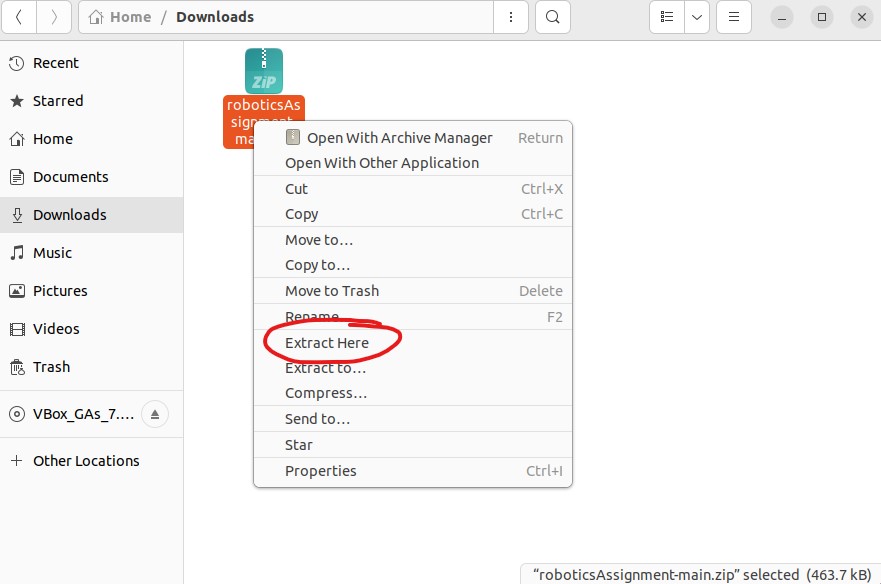 Home / Downloads
Recent
Starred
Home
Documents
Downloads
Music
Pictures
Videos
Trash
VBox_GAs_7....
Other Locations
ZiP
roboticsAs
signment-
ma
Open With Archive Manager Return
Open With Other Application
Cut Ctrl+X
Copy Ctrl+C
Move to…
Copy to…
Move to Trash Delete
Rename… F2
Extract Here
Extract to…
Compress…
Send to…
Star
Properties Ctrl+I
“roboticsAssignment-main.zip” selected (463.7 kB)